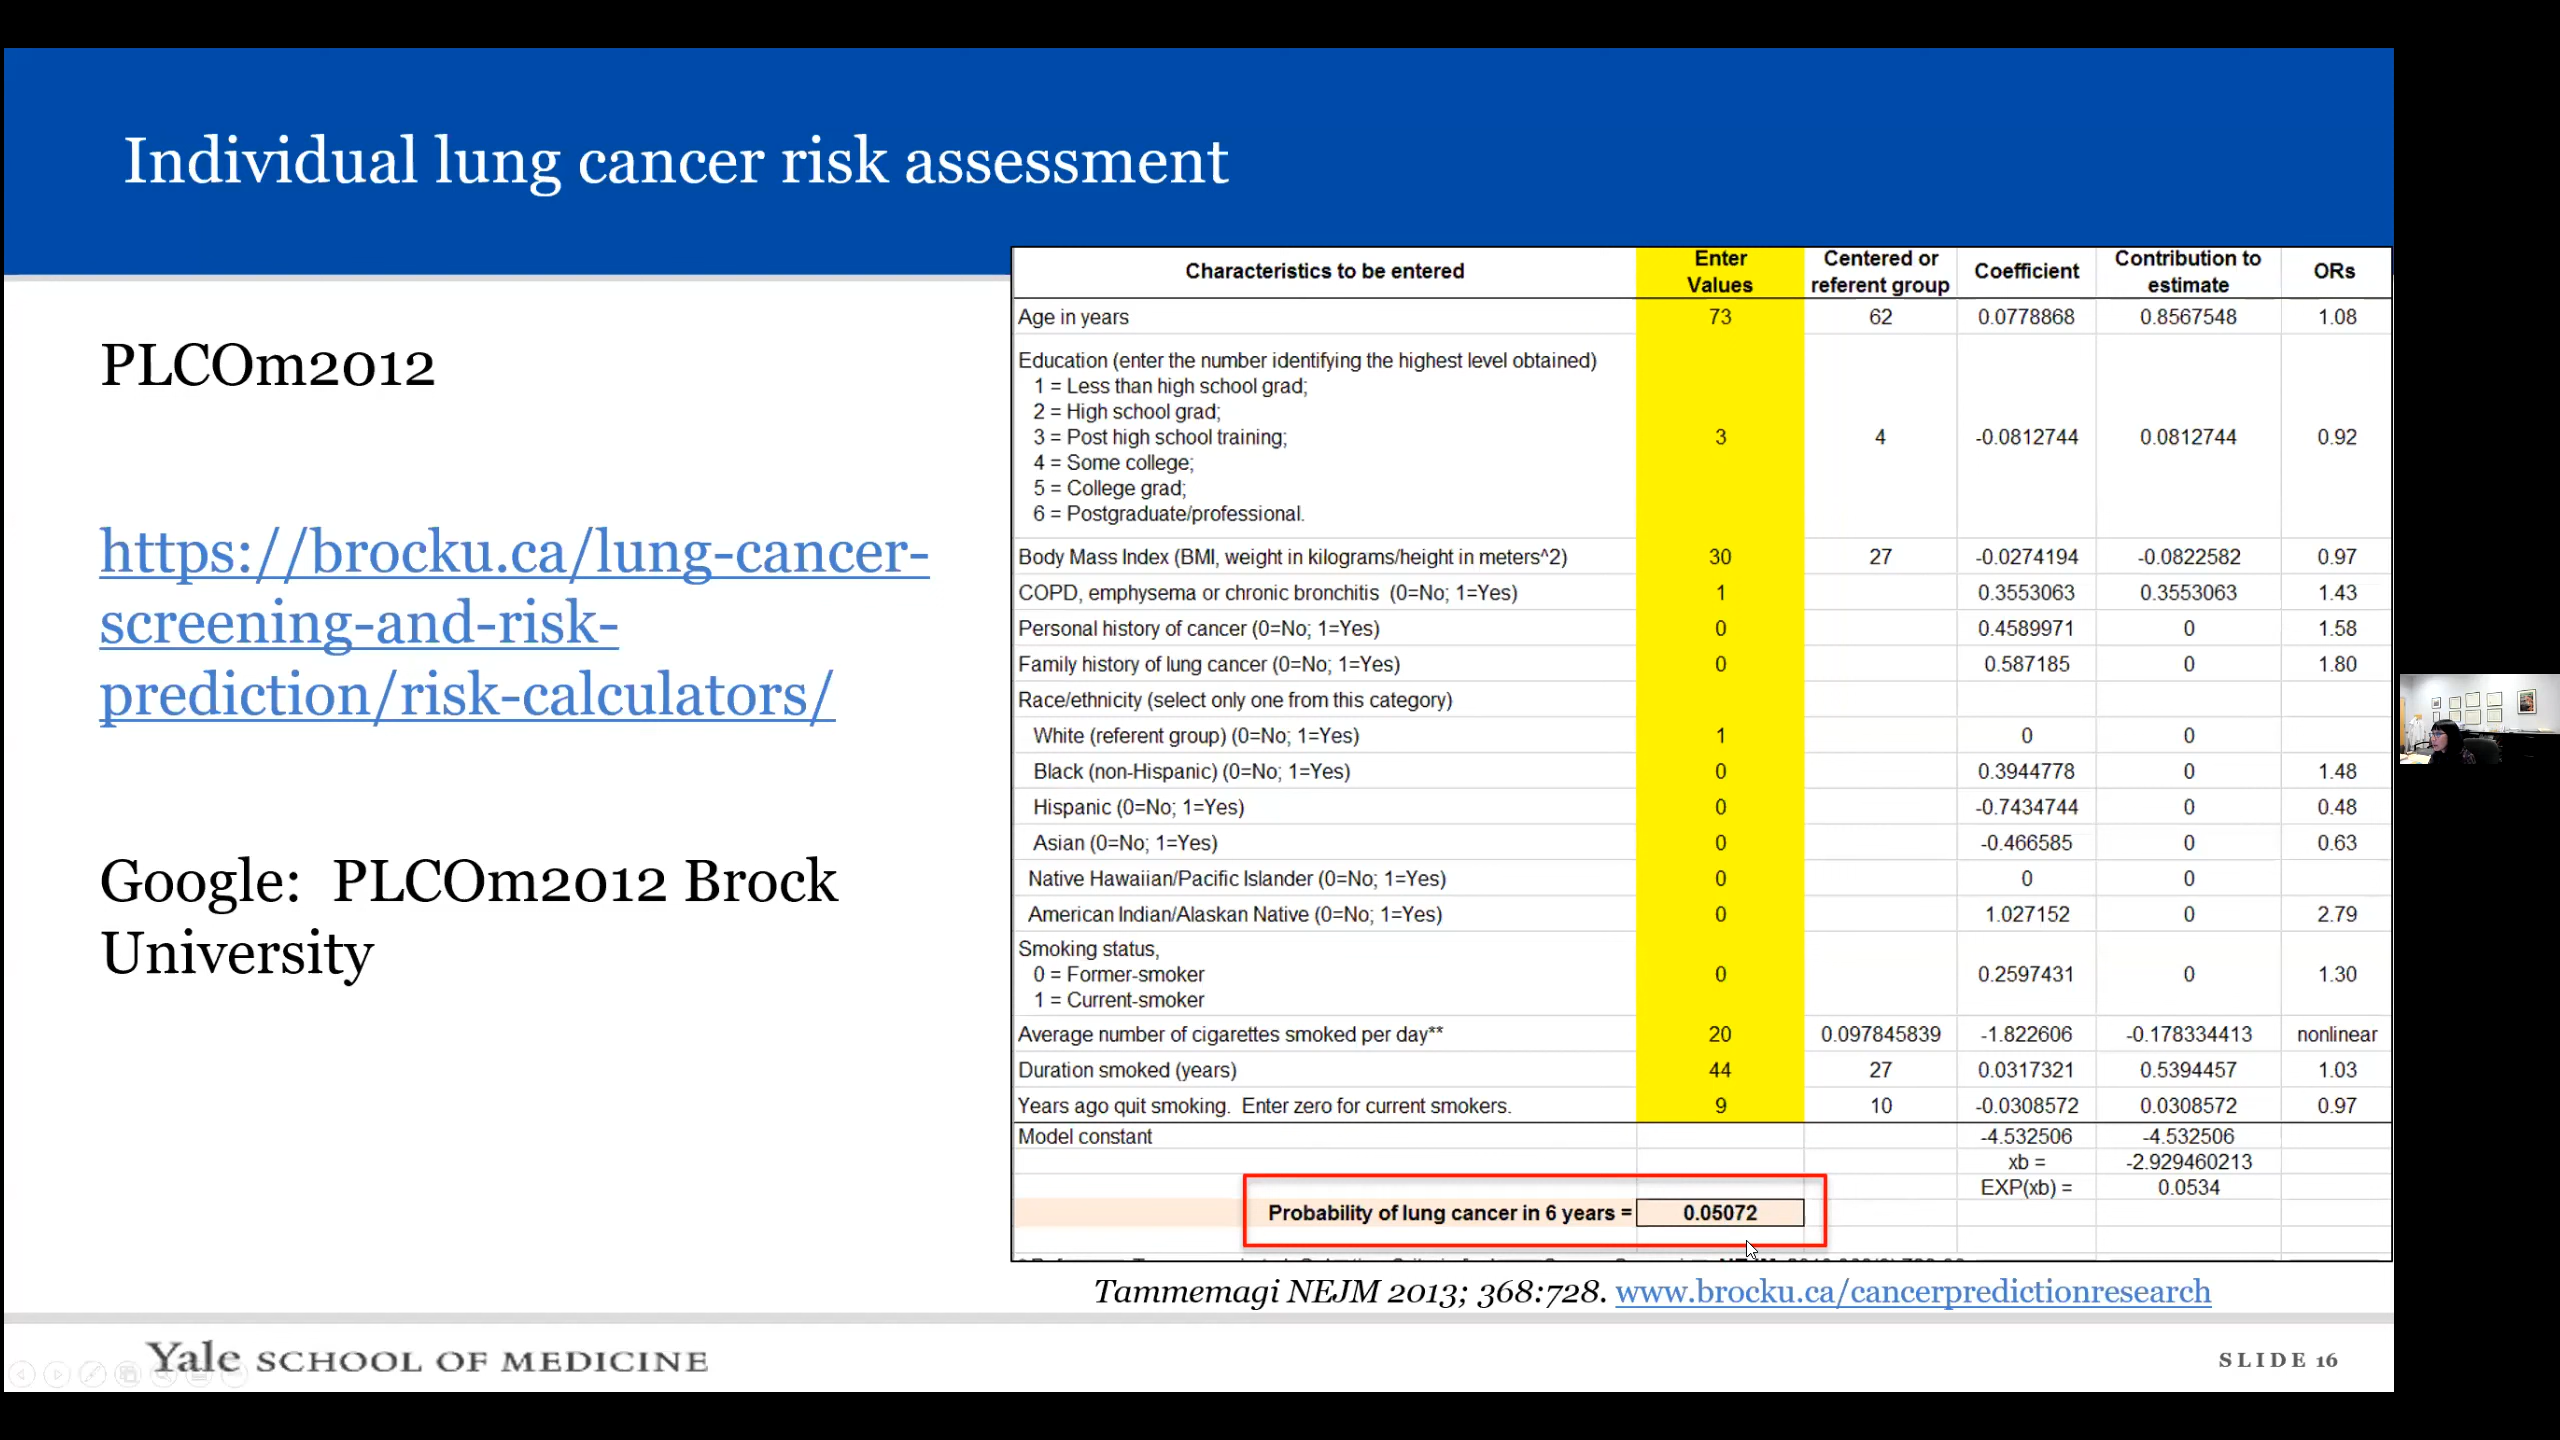 Individual lung cancer risk assessment
PLCOm2012
https://brocku.ca/lung-cancer-
screening-and-risk-
prediction/risk-calculators/
Google:  PLCOm2012 Brock
University
Characteristics to be entered Enter Values Centered or referent group Coefficient Contribution to estimate ORs
Age in years 73 62 0.0778868 0.8567548 1.08
Education (enter the number identifying the highest level obtained)
1 = Less than high school grad;
2 = High school grad;
3 = Post high school training; 3 4 -0.0812744 0.0812744 0.92
4 = Some college;
5 = College grad;
6 = Postgraduate/professional.
Body Mass Index (BMI, weight in kilograms/height in meters^2) 30 27 -0.0274194 -0.0822582 0.97
COPD, emphysema or chronic bronchitis (0=No; 1=Yes) 1 0.3553063 0.3553063 1.43
Personal history of cancer (0=No; 1=Yes) 0 0.4589971 0 1.58
Family history of lung cancer (0=No; 1=Yes) 0 0.587185 0 1.80
Race/ethnicity (select only one from this category)
White (referent group) (0=No; 1=Yes) 1 0 0
Black (non-Hispanic) (0=No; 1=Yes) 0 0.3944778 0 1.48
Hispanic (0=No; 1=Yes) 0 -0.7434744 0 0.48
Asian (0=No; 1=Yes) 0 -0.466585 0 0.63
Native Hawaiian/Pacific Islander (0=No; 1=Yes) 0 0 0
American Indian/Alaskan Native (0=No; 1=Yes) 0 1.027152 0 2.79
Smoking status,
0 = Former-smoker 0 0.2597431 0 1.30
1 = Current-smoker
Average number of cigarettes smoked per day** 20 0.097845839 -1.822606 -0.178334413 nonlinear
Duration smoked (years) 44 27 0.0317321 0.5394457 1.03
Years ago quit smoking.  Enter zero for current smokers. 9 10 -0.0308572 0.0308572 0.97
Model constant -4.532506 -4.532506
xb = -2.929460213
EXP(xb) = 0.0534
Probability of lung cancer in 6 years = 0.05072
Tammemagi NEJM 2013; 368:728. www.brocku.ca/cancerpredictionresearch
Yale SCHOOL OF MEDICINE
SLIDE 16